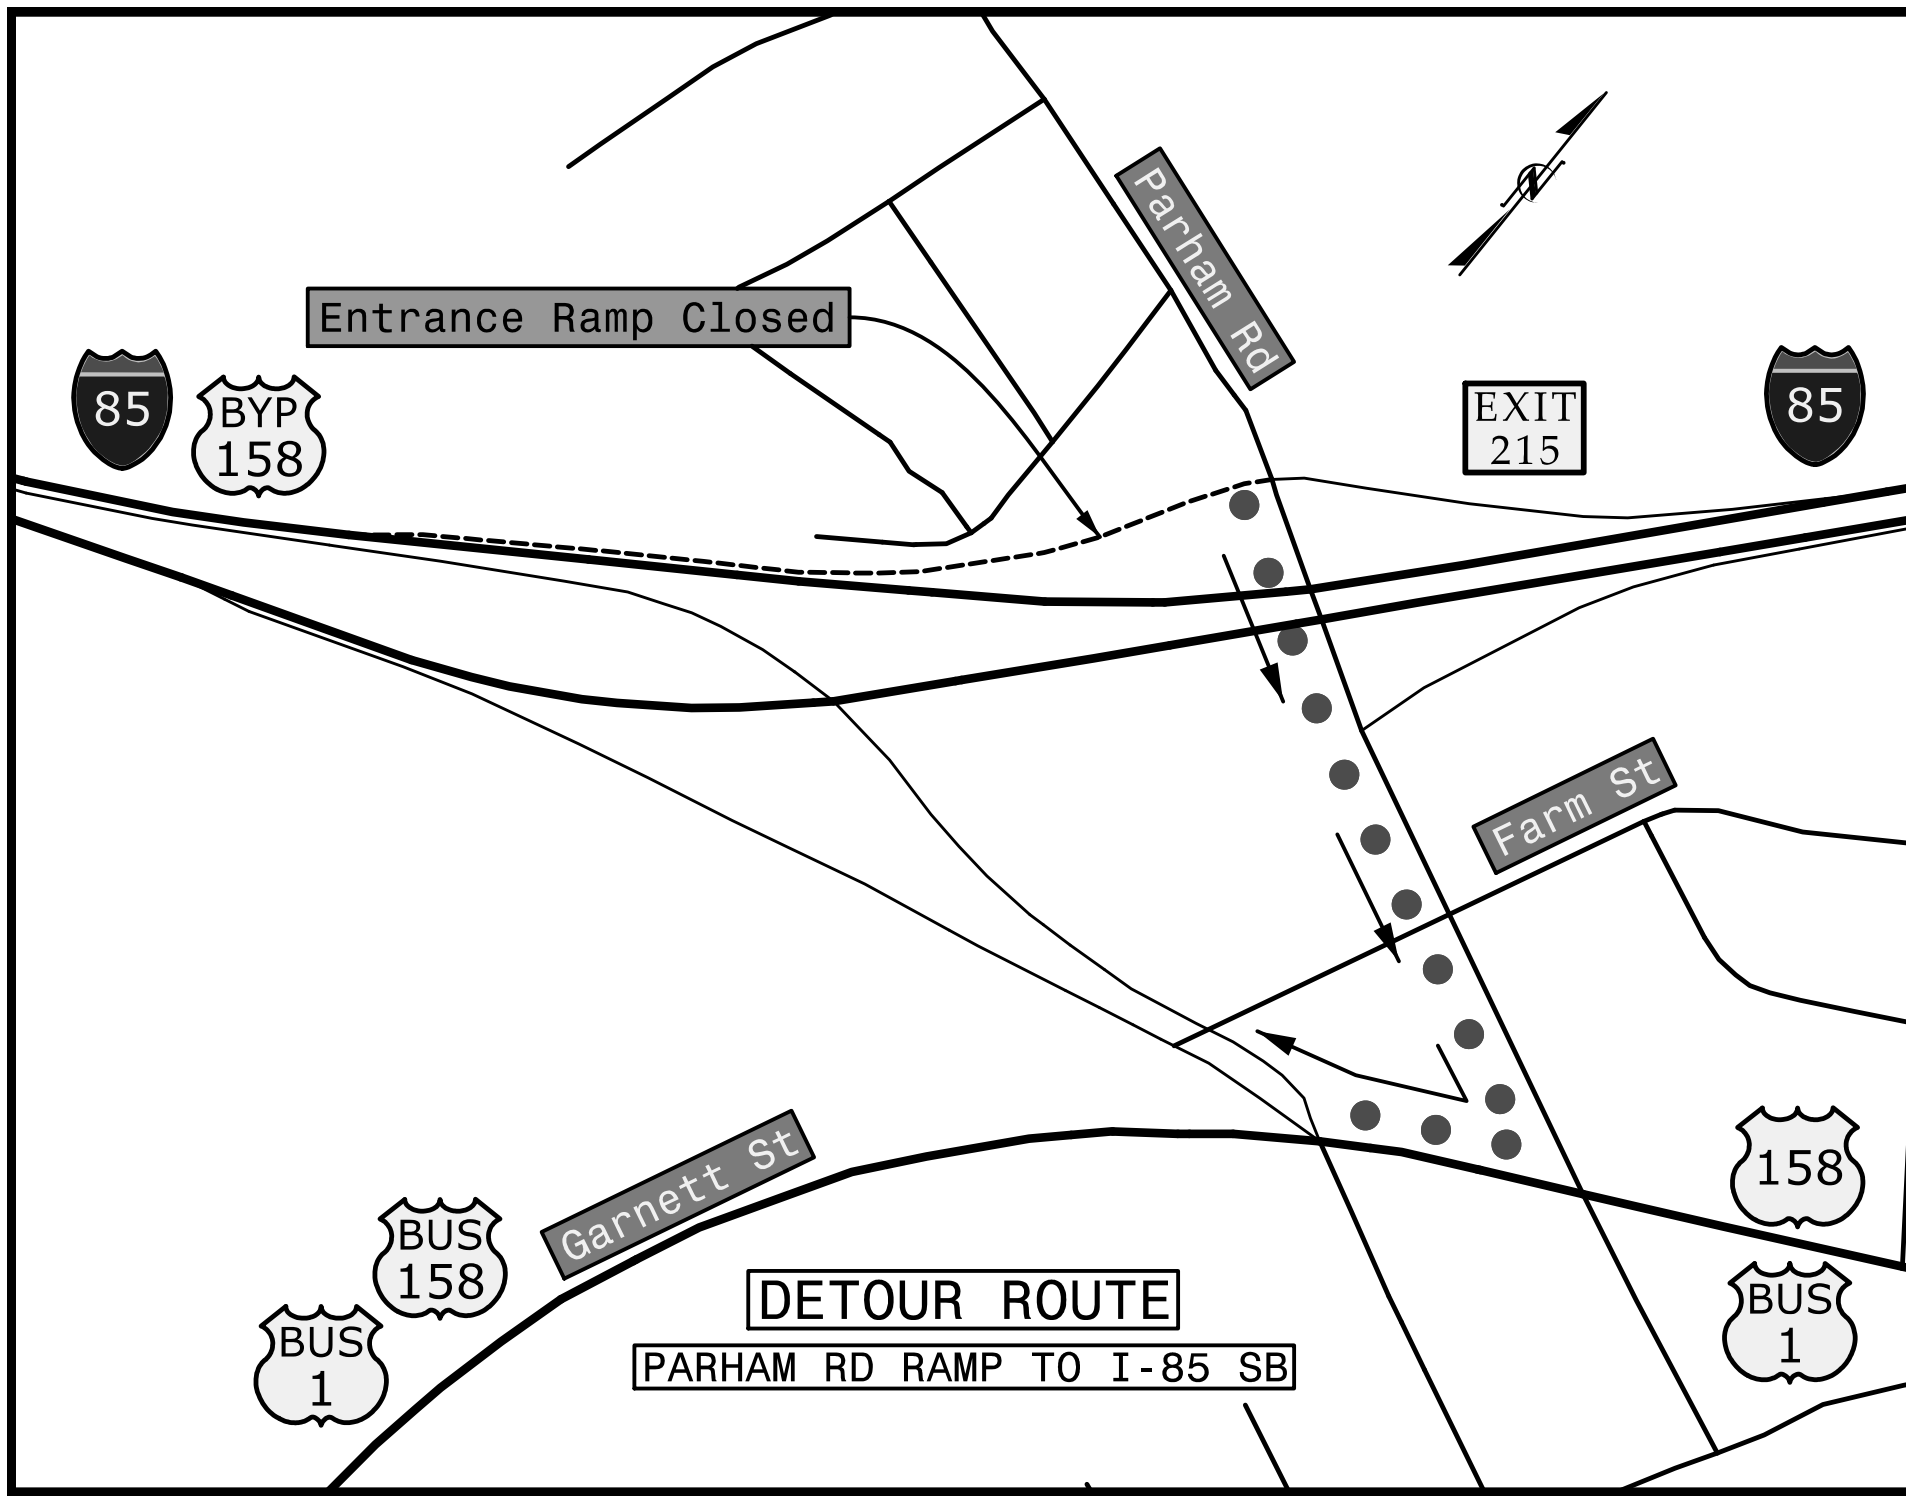 Parham Rd
N
Entrance Ramp Closed
85
BYP
158
EXIT
215
85
Farm St
Garnett St
158
BUS
158
BUS
1
BUS
1
DETOUR ROUTE
PARHAM RD RAMP TO I-85 SB